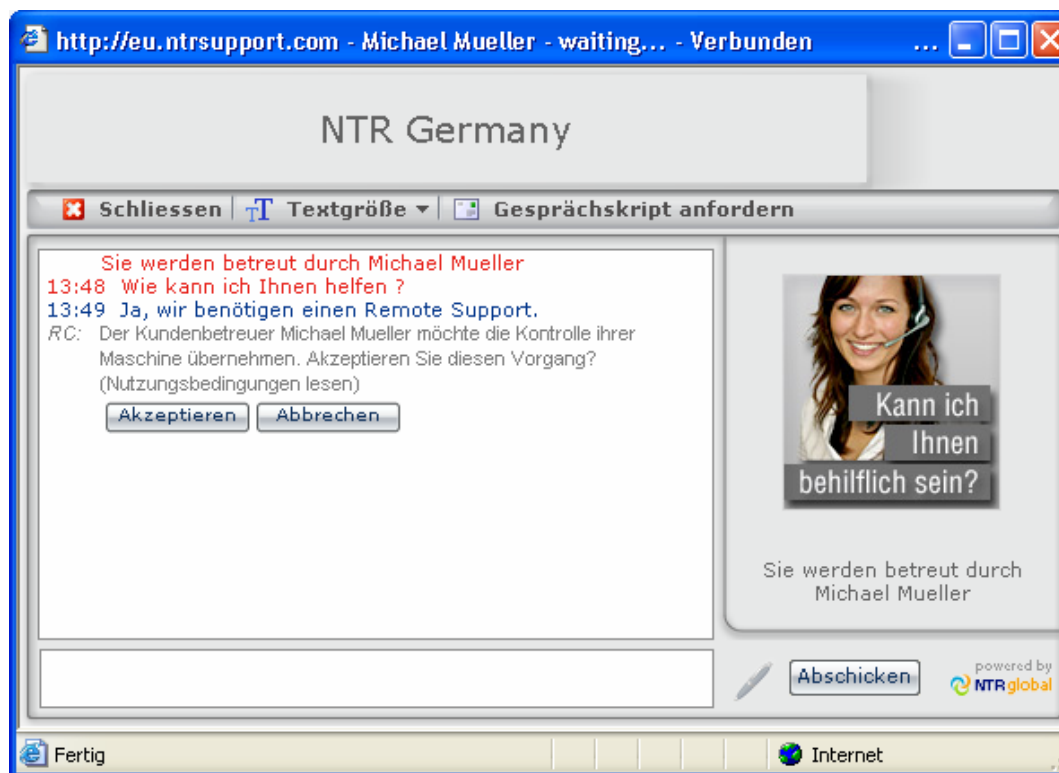 http://eu.ntrsupport.com - Michael Mueller - waiting... - Verbunden ...
NTR Germany
Schliessen
Textgröße
Gesprächskript anfordern
Sie werden betreut durch Michael Mueller
13:48 Wie kann ich Ihnen helfen ?
13:49 Ja, wir benötigen einen Remote Support.
RC: Der Kundenbetreuer Michael Mueller möchte die Kontrolle ihrer
Maschine übernehmen. Akzeptieren Sie diesen Vorgang?
(Nutzungsbedingungen lesen)
Akzeptieren
Abbrechen
Kann ich
Ihnen
behilflich sein?
Sie werden betreut durch
Michael Mueller
Abschicken
powered by
NTRglobal
Fertig
Internet